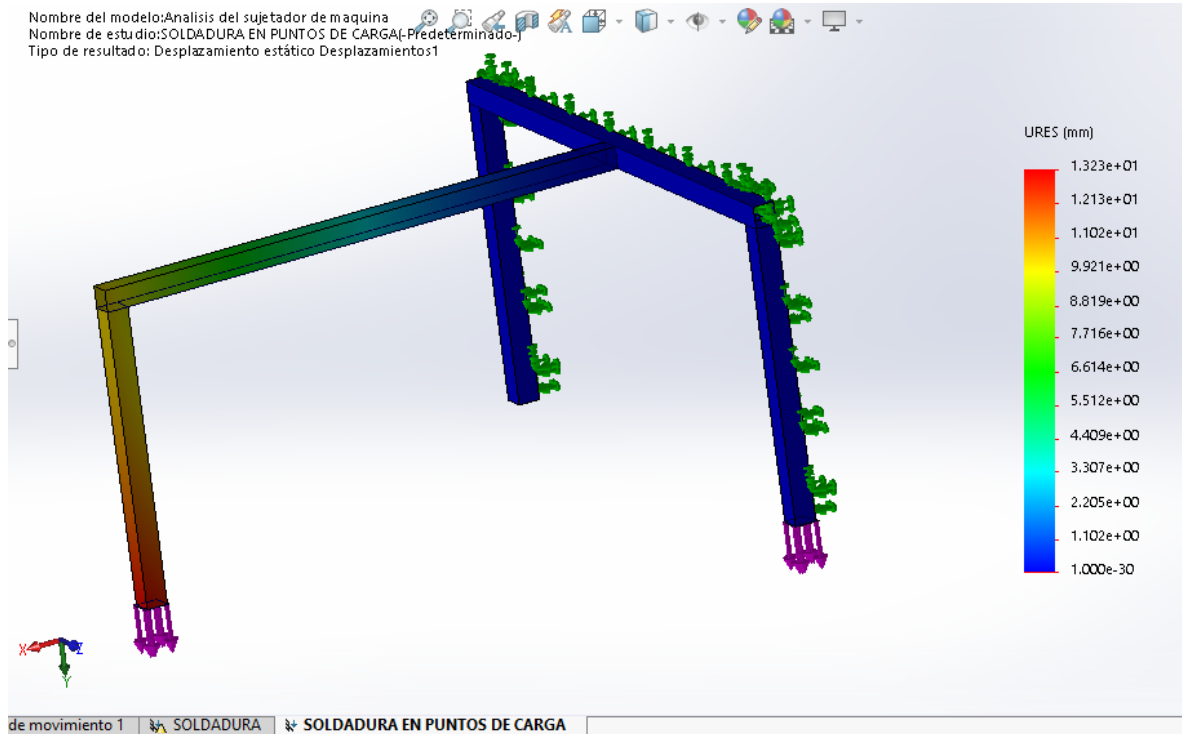 Nombre del modelo:Analisis del sujetador de maquina
Nombre de estudio:SOLDADURA EN PUNTOS DE CARGA(-Predeterminado-)
Tipo de resultado: Desplazamiento estático Desplazamientos1
URES (mm)
1.323e+01
1.213e+01
1.102e+01
9.921e+00
8.819e+00
7.716e+00
6.614e+00
5.512e+00
4.409e+00
3.307e+00
2.205e+00
1.102e+00
1.000e-30
X Z
Y
de movimiento 1 SOLDADURA SOLDADURA EN PUNTOS DE CARGA